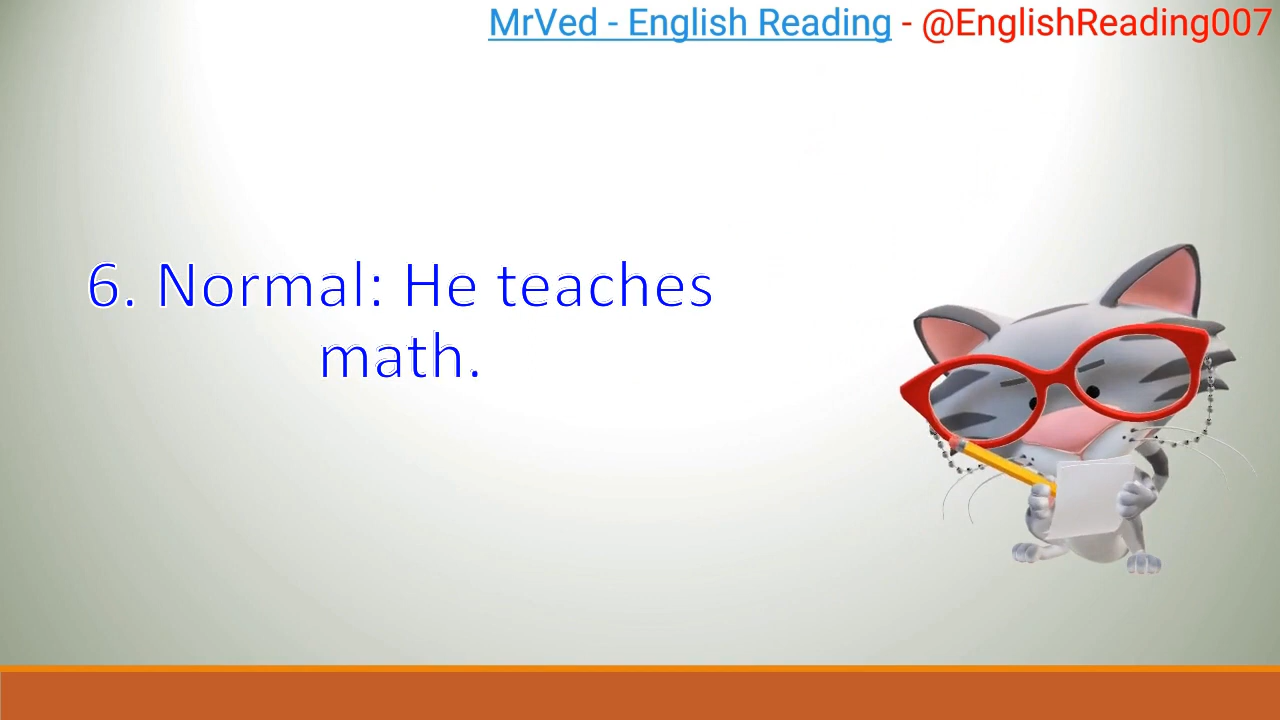 MrVed - English Reading - @EnglishReading007
6. Normal: He teaches
math.